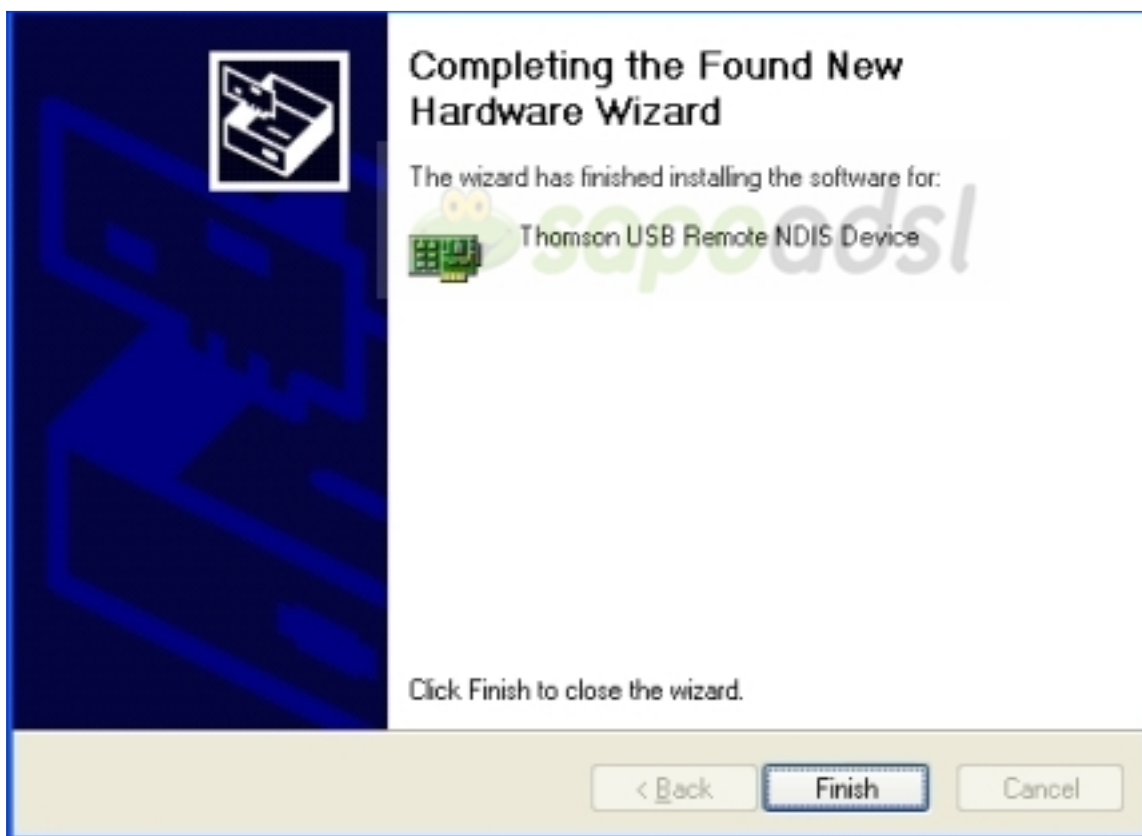 Completing the Found New
Hardware Wizard
The wizard has finished installing the software for:
sapoadsl
Thomson USB Remote NDIS Device
Click Finish to close the wizard.
< Back
Finish
Cancel